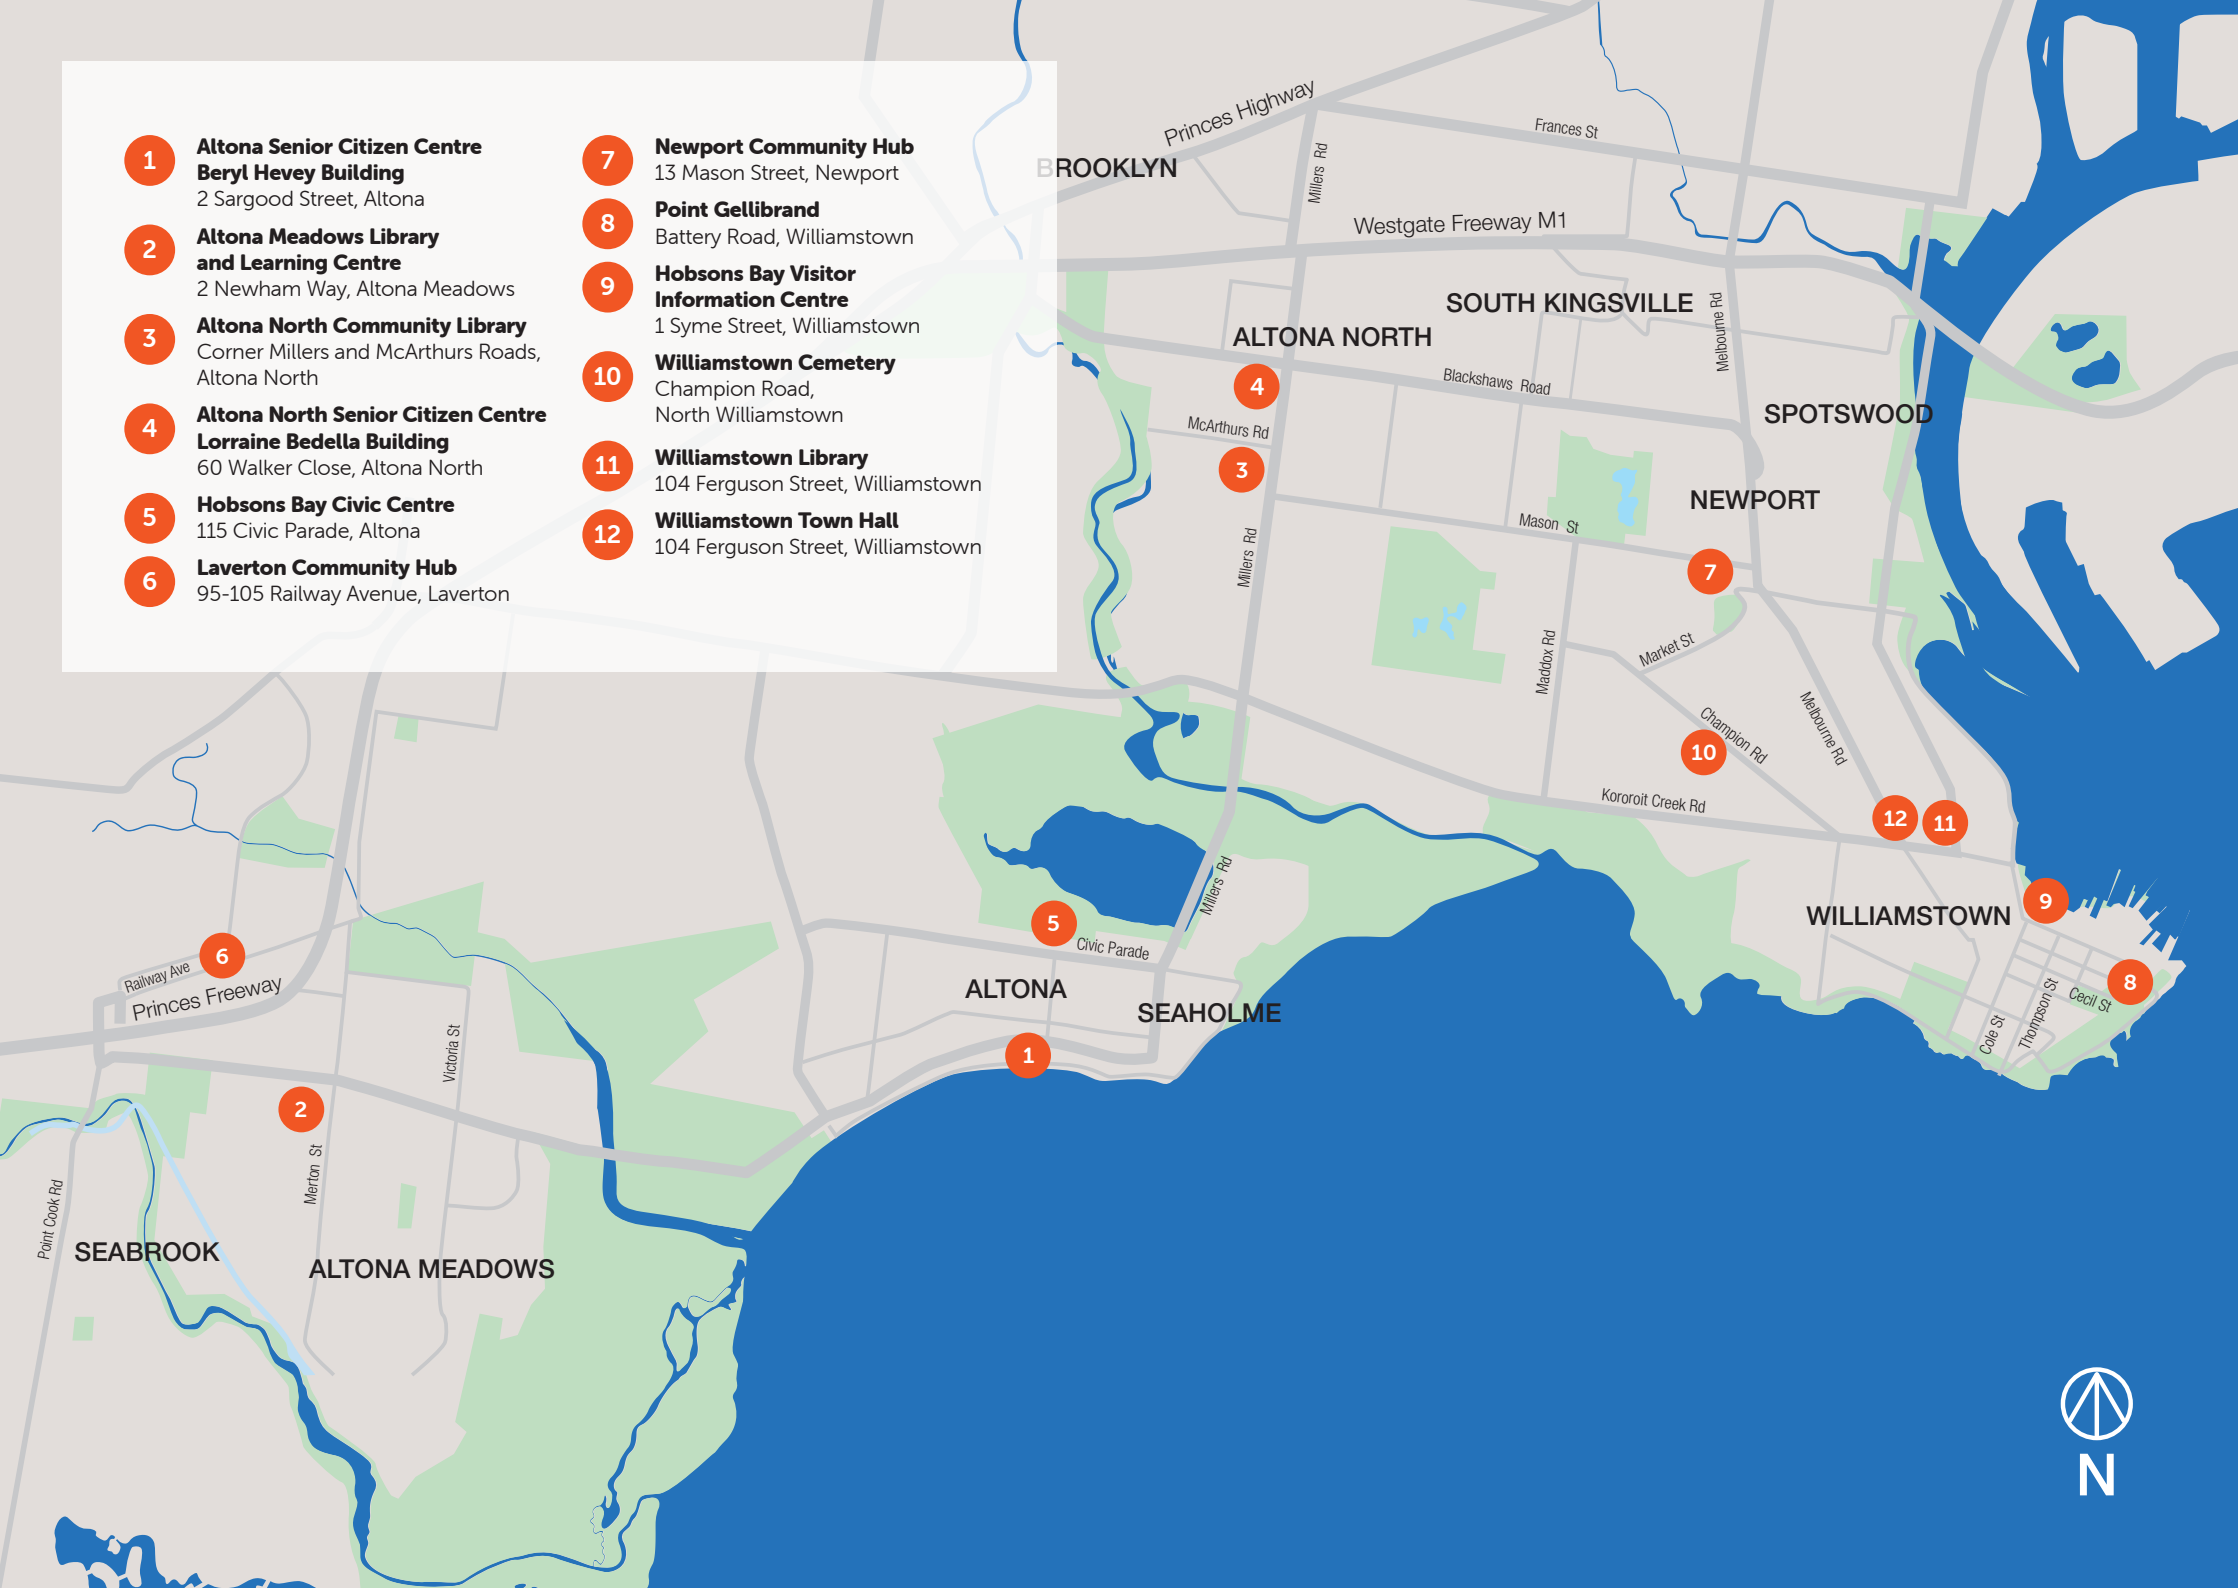 1
Altona Senior Citizen Centre
Beryl Hevey Building
2 Sargood Street, Altona
2
Altona Meadows Library
and Learning Centre
2 Newham Way, Altona Meadows
3
Altona North Community Library
Corner Millers and McArthurs Roads,
Altona North
4
Altona North Senior Citizen Centre
Lorraine Bedella Building
60 Walker Close, Altona North
5
Hobsons Bay Civic Centre
115 Civic Parade, Altona
6
Laverton Community Hub
95-105 Railway Avenue, Laverton
7
Newport Community Hub
13 Mason Street, Newport
8
Point Gellibrand
Battery Road, Williamstown
9
Hobsons Bay Visitor
Information Centre
1 Syme Street, Williamstown
10
Williamstown Cemetery
Champion Road,
North Williamstown
11
Williamstown Library
104 Ferguson Street, Williamstown
12
Williamstown Town Hall
104 Ferguson Street, Williamstown
Princes Highway
BROOKLYN
Frances St
Millers Rd
Westgate Freeway M1
SOUTH KINGSVILLE
Melbourne Rd
ALTONA NORTH
4
Blackshaws Road
SPOTSWOOD
McArthurs Rd
3
NEWPORT
Mason St
Millers Rd
7
Maddox Rd
Market St
Champion Rd
Melbourne Rd
10
Kororoit Creek Rd
12
11
Millers Rd
9
WILLIAMSTOWN
5
Civic Parade
6
Railway Ave
Princes Freeway
ALTONA
SEAHOLME
8
Cecil St
Thompson St
Cole St
1
Victoria St
2
Merton St
Point Cook Rd
SEABROOK
ALTONA MEADOWS
N